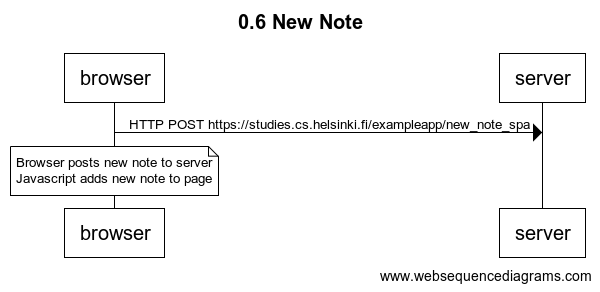 0.6 New Note
browser
server
HTTP POST https://studies.cs.helsinki.fi/exampleapp/new_note_spa
Browser posts new note to server
Javascript adds new note to page
browser
server
www.websequencediagrams.com